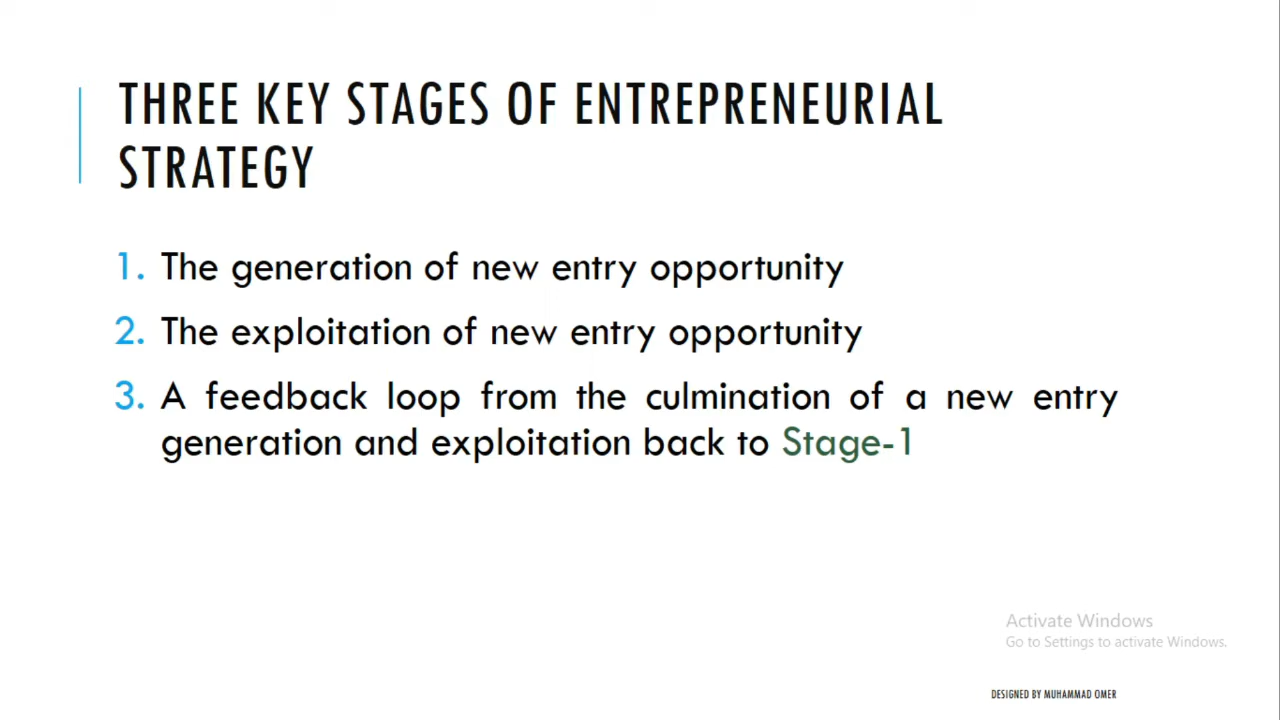 THREE KEY STAGES OF ENTREPRENEURIAL
STRATEGY
1. The generation of new entry opportunity
2. The exploitation of new entry opportunity
3. A feedback loop from the culmination of a new entry
generation and exploitation back to Stage-1
Activate Windows
Go to Settings to activate Windows.
DESIGNED BY MUHAMMAD OMER